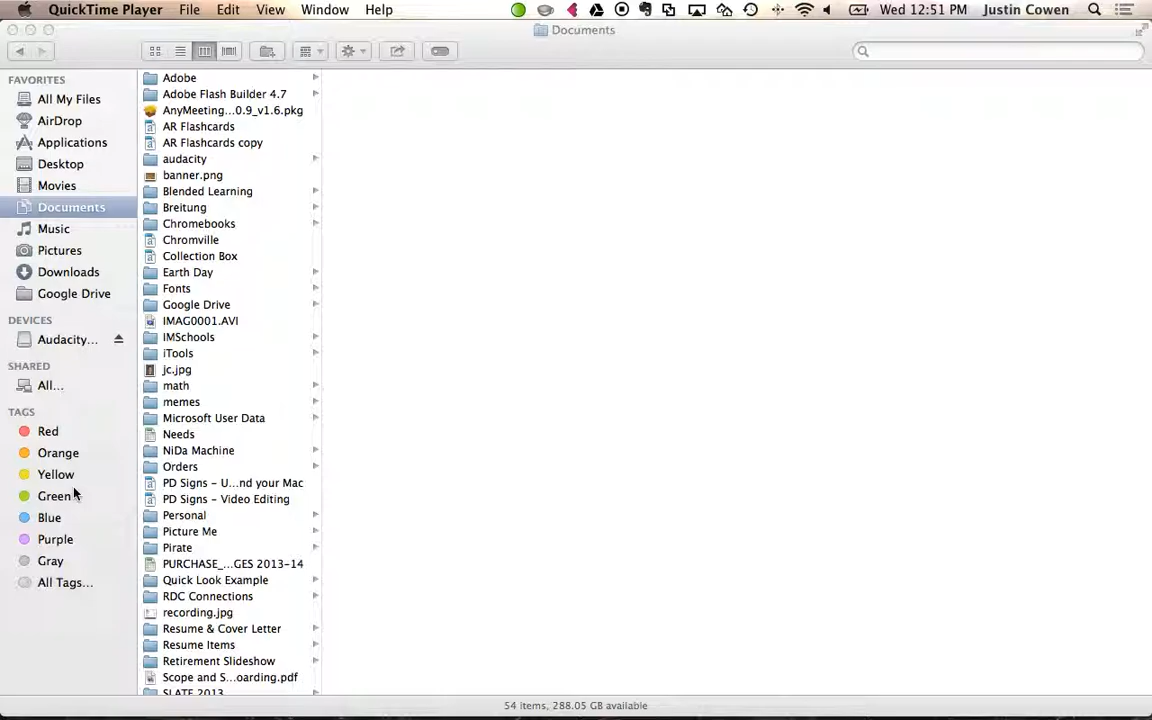 QuickTime Player File Edit View Window Help Wed 12:51 PM Justin Cowen
Documents
FAVORITES
All My Files
AirDrop
Applications
Desktop
Movies
Documents
Music
Pictures
Downloads
Google Drive
DEVICES
Audacity...
SHARED
All...
TAGS
Red
Orange
Yellow
Green
Blue
Purple
Gray
All Tags...
Adobe
Adobe Flash Builder 4.7
AnyMeeting...0.9_v1.6.pkg
AR Flashcards
AR Flashcards copy
audacity
banner.png
Blended Learning
Breitung
Chromebooks
Chromville
Collection Box
Earth Day
Fonts
Google Drive
IMAG0001.AVI
IMSchools
iTools
jc.jpg
math
memes
Microsoft User Data
Needs
NiDa Machine
Orders
PD Signs - U...nd your Mac
PD Signs - Video Editing
Personal
Picture Me
Pirate
PURCHASE_...GES 2013-14
Quick Look Example
RDC Connections
recording.jpg
Resume & Cover Letter
Resume Items
Retirement Slideshow
Scope and S...oarding.pdf
SLATE 2013
54 items, 288.05 GB available